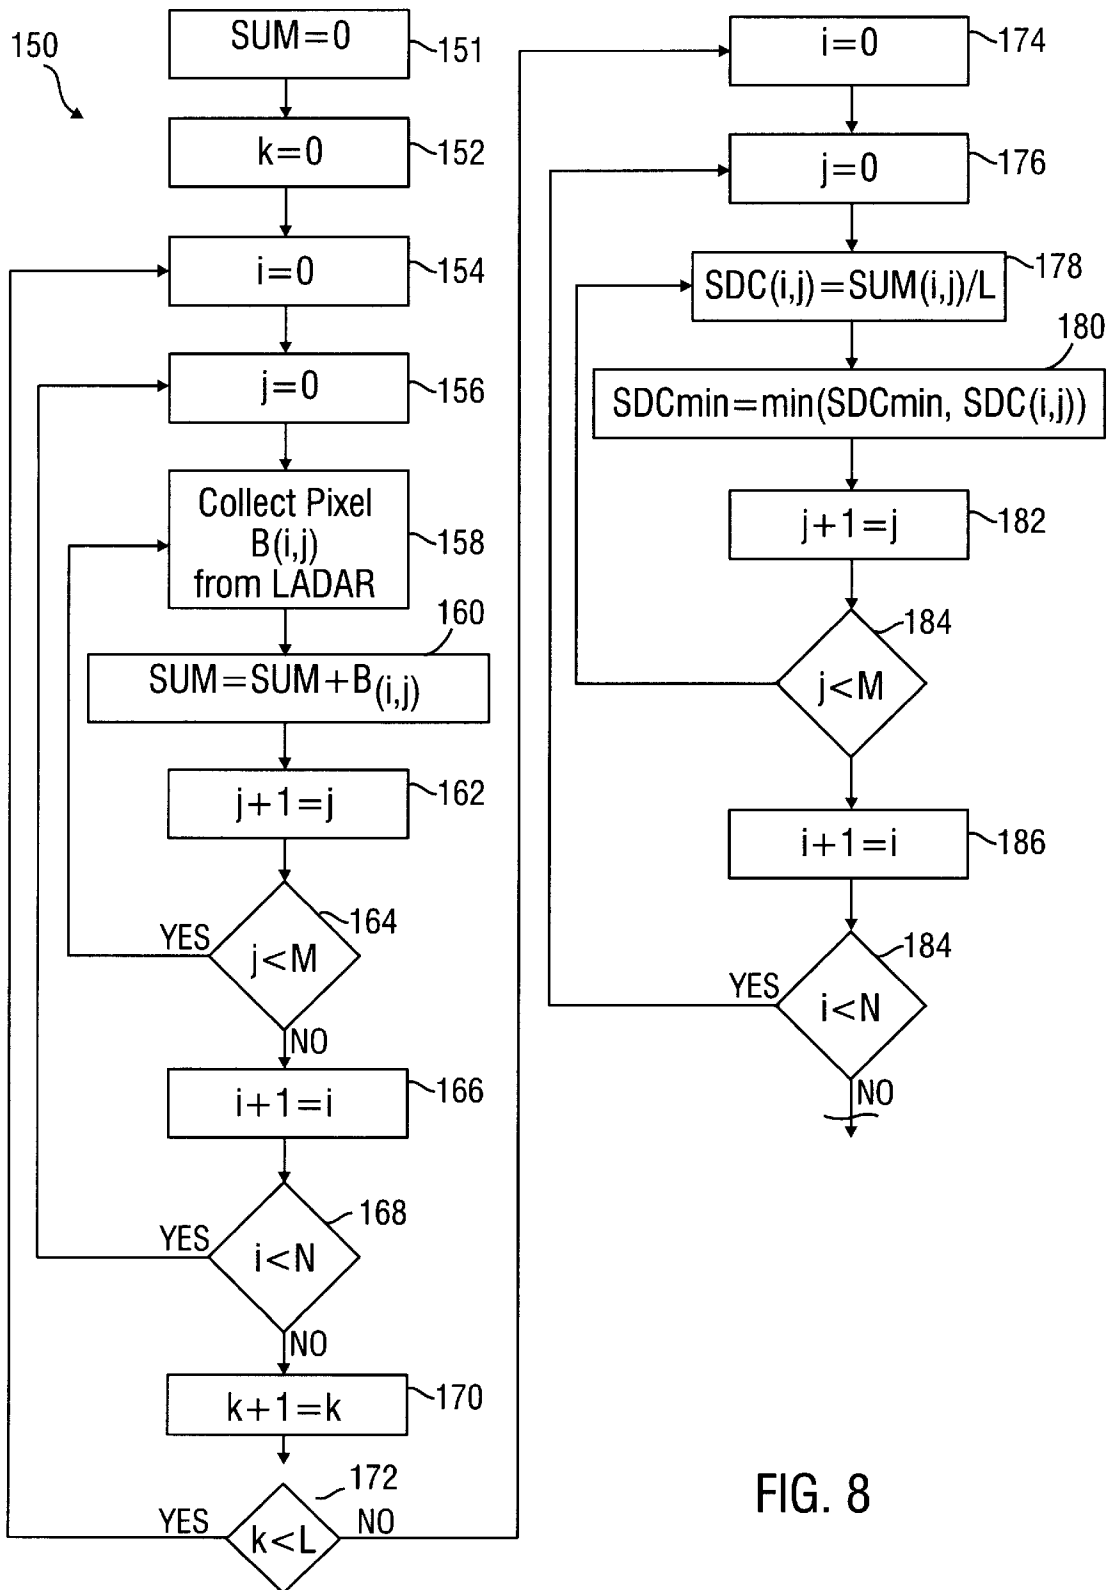 150
SUM=0
151
k=0
152
i=0
154
j=0
156
Collect Pixel
B(i,j)
from LADAR
158
160
SUM=SUM+B(i,j)
j+1=j
162
164
YES
j<M
NO
i+1=i
166
168
YES
i<N
NO
k+1=k
170
172
YES
k<L
NO
i=0
174
j=0
176
178
SDC(i,j)=SUM(i,j)/L
180
SDCmin=min(SDCmin, SDC(i,j))
j+1=j
182
184
j<M
i+1=i
186
184
YES
i<N
NO
FIG. 8